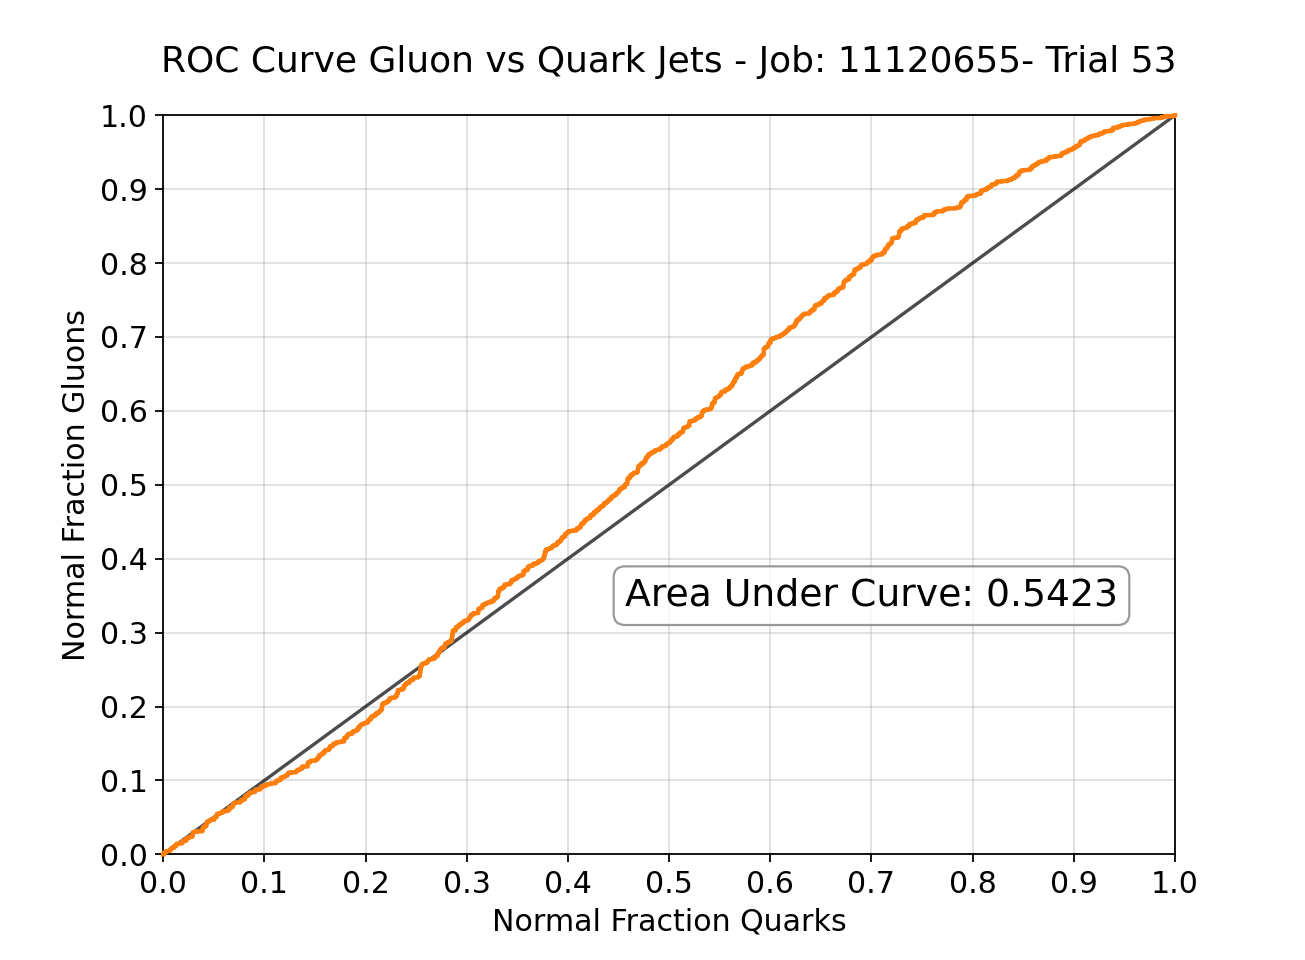 ROC Curve Gluon vs Quark Jets - Job: 11120655- Trial 53
1.0
0.9
0.8
0.7
0.6
0.5
0.4
0.3
0.2
0.1
0.0
Normal Fraction Gluons
Area Under Curve: 0.5423
0.0 0.1 0.2 0.3 0.4 0.5 0.6 0.7 0.8 0.9 1.0
Normal Fraction Quarks